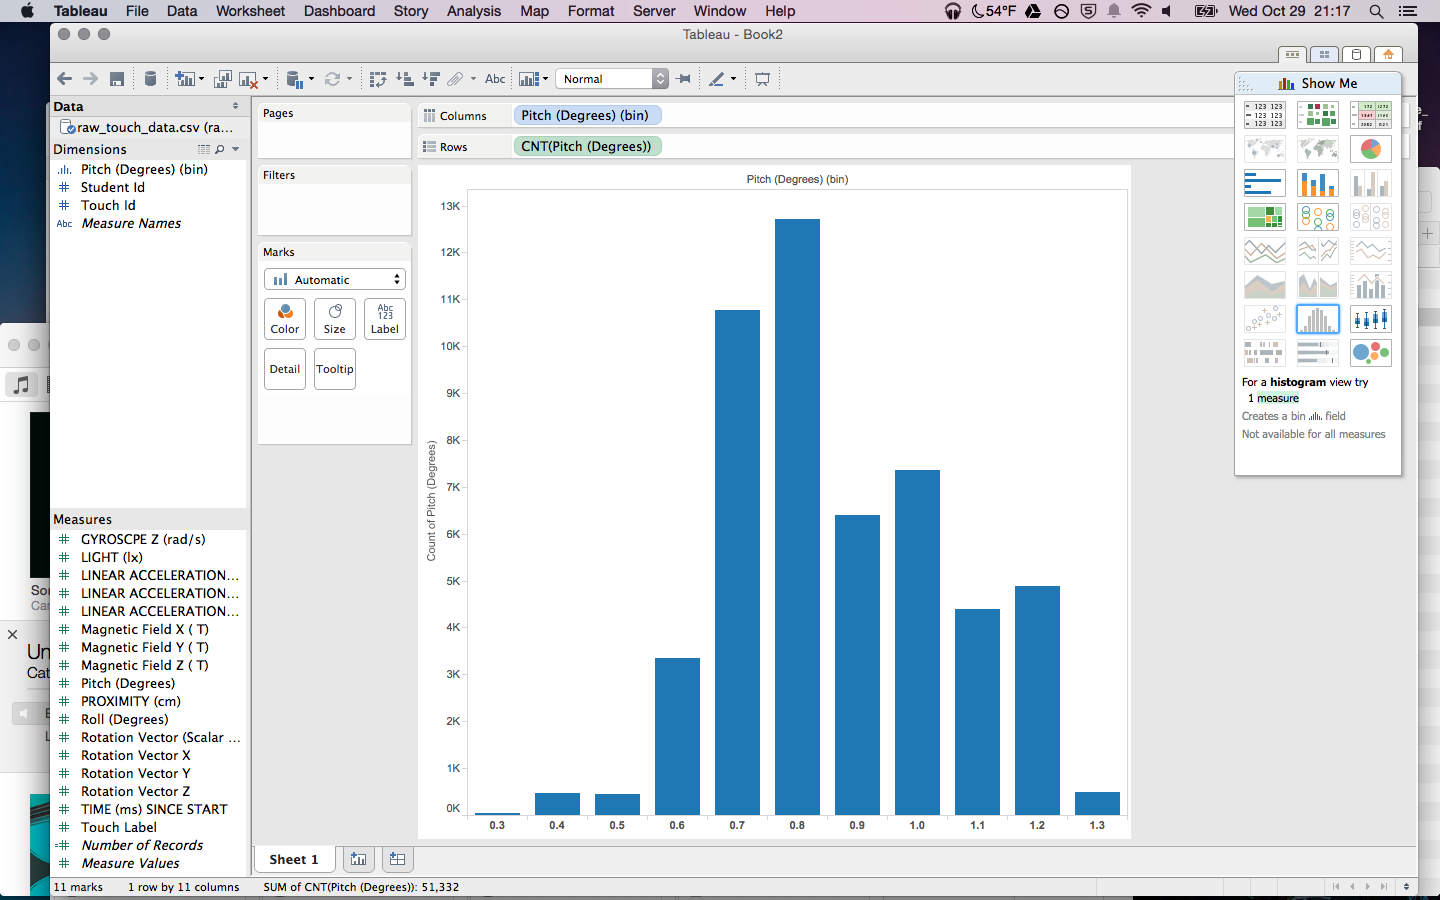 Tableau File Data Worksheet Dashboard Story Analysis Map Format Server Window Help 54°F Wed Oct 29 21:17
Tableau - Book2
Abc Normal
Data
raw_touch_data.csv (ra...
Dimensions
Pitch (Degrees) (bin)
Student Id
Touch Id
Abc Measure Names
Measures
GYROSCPE Z (rad/s)
LIGHT (lx)
LINEAR ACCELERATION...
LINEAR ACCELERATION...
LINEAR ACCELERATION...
Magnetic Field X ( T)
Magnetic Field Y ( T)
Magnetic Field Z ( T)
Pitch (Degrees)
PROXIMITY (cm)
Roll (Degrees)
Rotation Vector (Scalar ...
Rotation Vector X
Rotation Vector Y
Rotation Vector Z
TIME (ms) SINCE START
Touch Label
Number of Records
Measure Values
Pages
Filters
Marks
Automatic
Color
Size
Abc
123
Label
Detail
Tooltip
Columns Pitch (Degrees) (bin)
Rows CNT(Pitch (Degrees))
Pitch (Degrees) (bin)
Count of Pitch (Degrees)
13K
12K
11K
10K
9K
8K
7K
6K
5K
4K
3K
2K
1K
0K
0.3 0.4 0.5 0.6 0.7 0.8 0.9 1.0 1.1 1.2 1.3
Show Me
For a histogram view try
1 measure
Creates a bin field
Not available for all measures
Sheet 1
11 marks 1 row by 11 columns SUM of CNT(Pitch (Degrees)): 51,332
Un
Cat